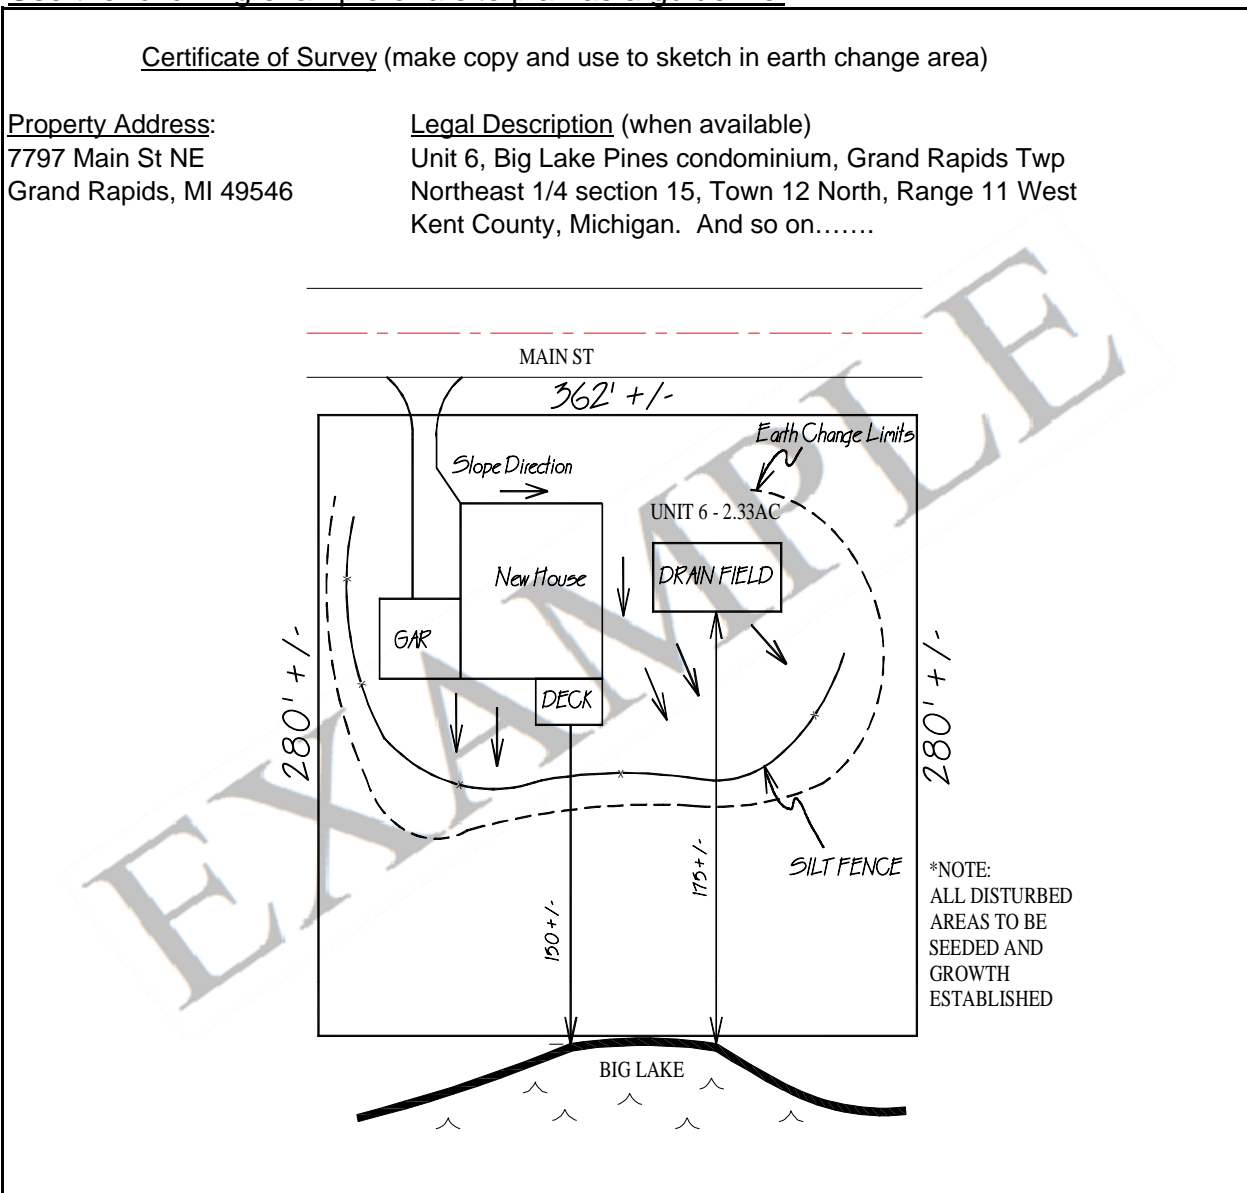 Certificate of Survey (make copy and use to sketch in earth change area)
Property Address:
7797 Main St NE
Grand Rapids, MI 49546
Legal Description (when available)
Unit 6, Big Lake Pines condominium, Grand Rapids Twp
Northeast 1/4 section 15, Town 12 North, Range 11 West
Kent County, Michigan.  And so on…….
MAIN ST
362' +/-
Earth Change Limits
Slope Direction
UNIT 6 - 2.33AC
New House
DRAIN FIELD
GAR
DECK
280' +/-
280' +/-
SILT FENCE
175+/-
150+/-
*NOTE:
ALL DISTURBED
AREAS TO BE
SEEDED AND
GROWTH
ESTABLISHED
BIG LAKE
EXAMPLE